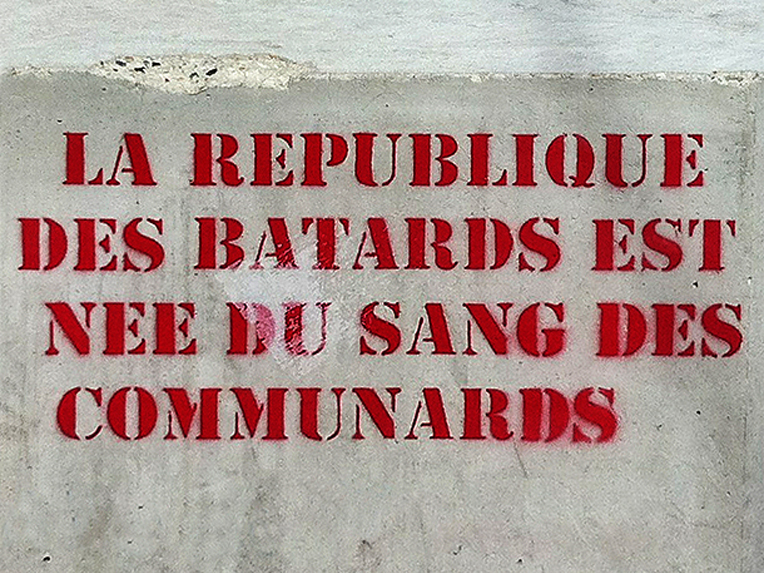 LA REPUBLIQUE
DES BATARDS EST
NEE DU SANG DES
COMMUNARDS